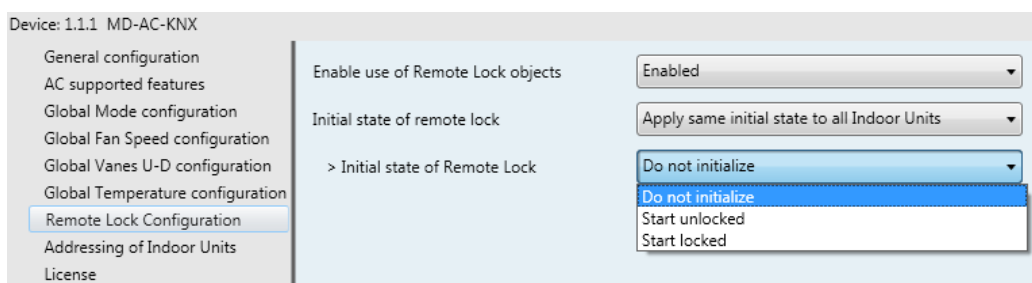 Device: 1.1.1 MD-AC-KNX
General configuration
AC supported features
Global Mode configuration
Global Fan Speed configuration
Global Vanes U-D configuration
Global Temperature configuration
Remote Lock Configuration
Addressing of Indoor Units
License
Enable use of Remote Lock objects
Enabled
Initial state of remote lock
Apply same initial state to all Indoor Units
> Initial state of Remote Lock
Do not initialize
Do not initialize
Start unlocked
Start locked